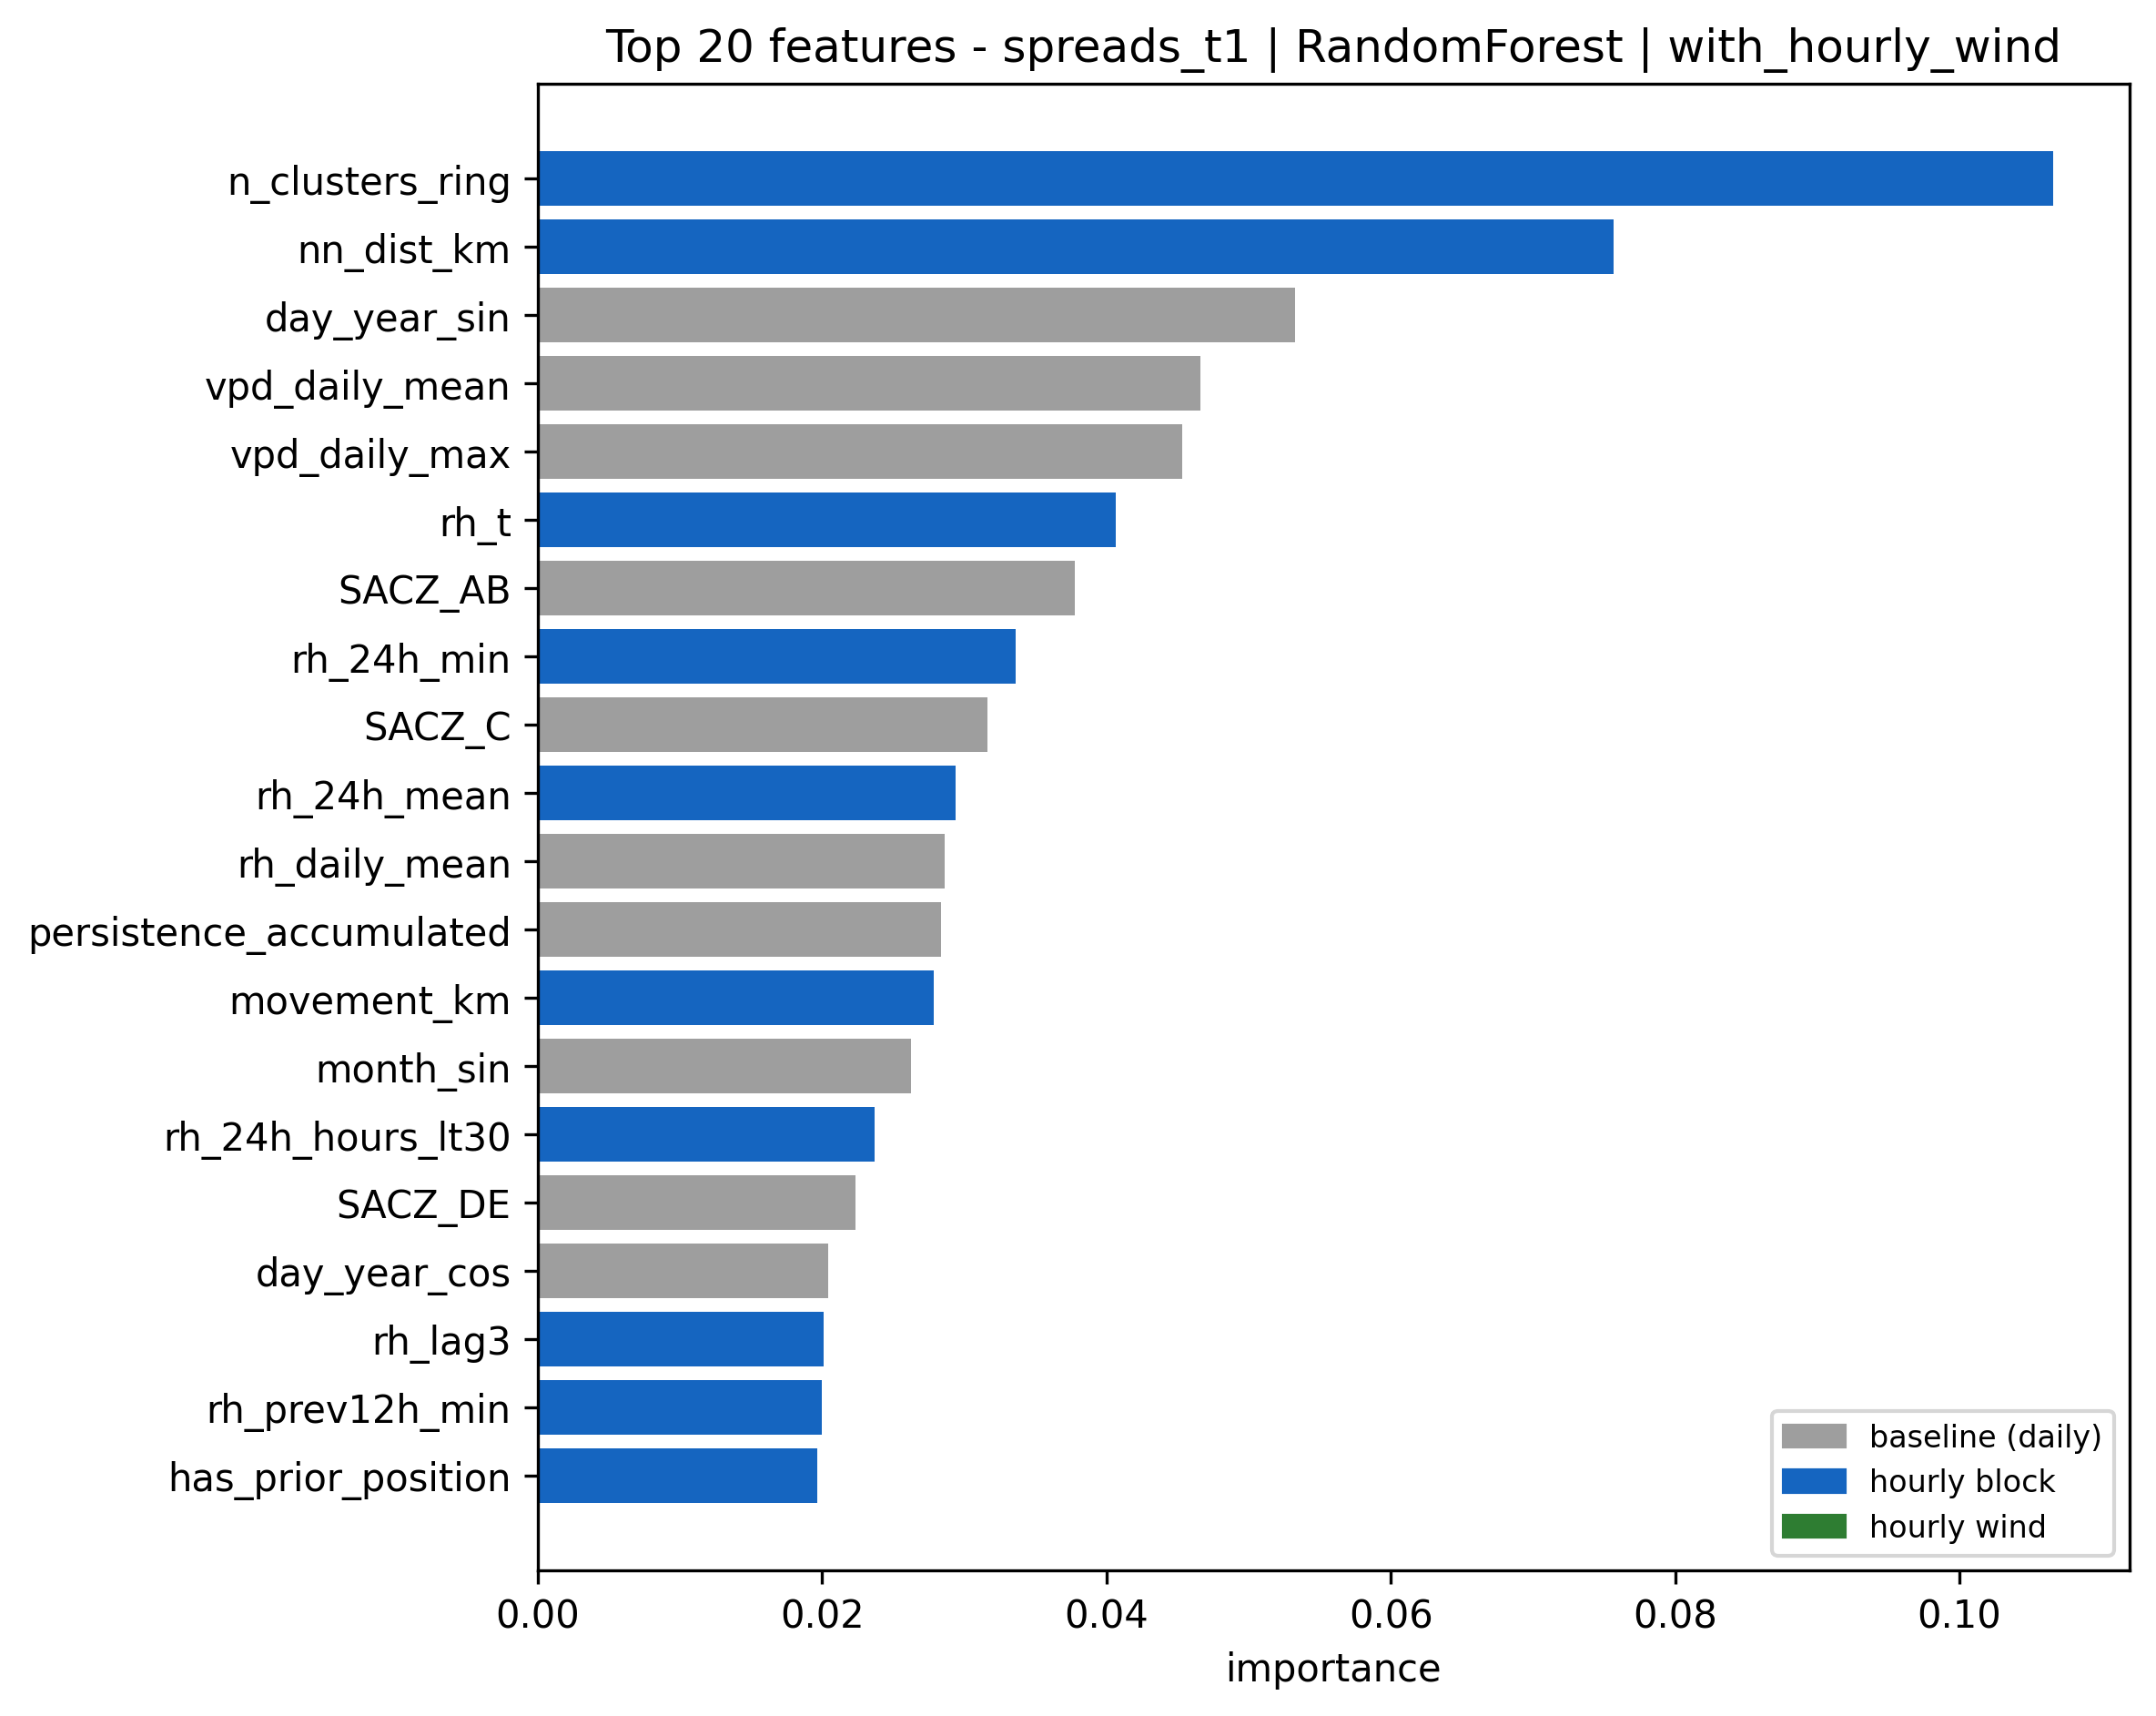 Top 20 features - spreads_t1 | RandomForest | with_hourly_wind
n_clusters_ring
nn_dist_km
day_year_sin
vpd_daily_mean
vpd_daily_max
rh_t
SACZ_AB
rh_24h_min
SACZ_C
rh_24h_mean
rh_daily_mean
persistence_accumulated
movement_km
month_sin
rh_24h_hours_lt30
SACZ_DE
day_year_cos
rh_lag3
rh_prev12h_min
has_prior_position
baseline (daily)
hourly block
hourly wind
0.00 0.02 0.04 0.06 0.08 0.10
importance